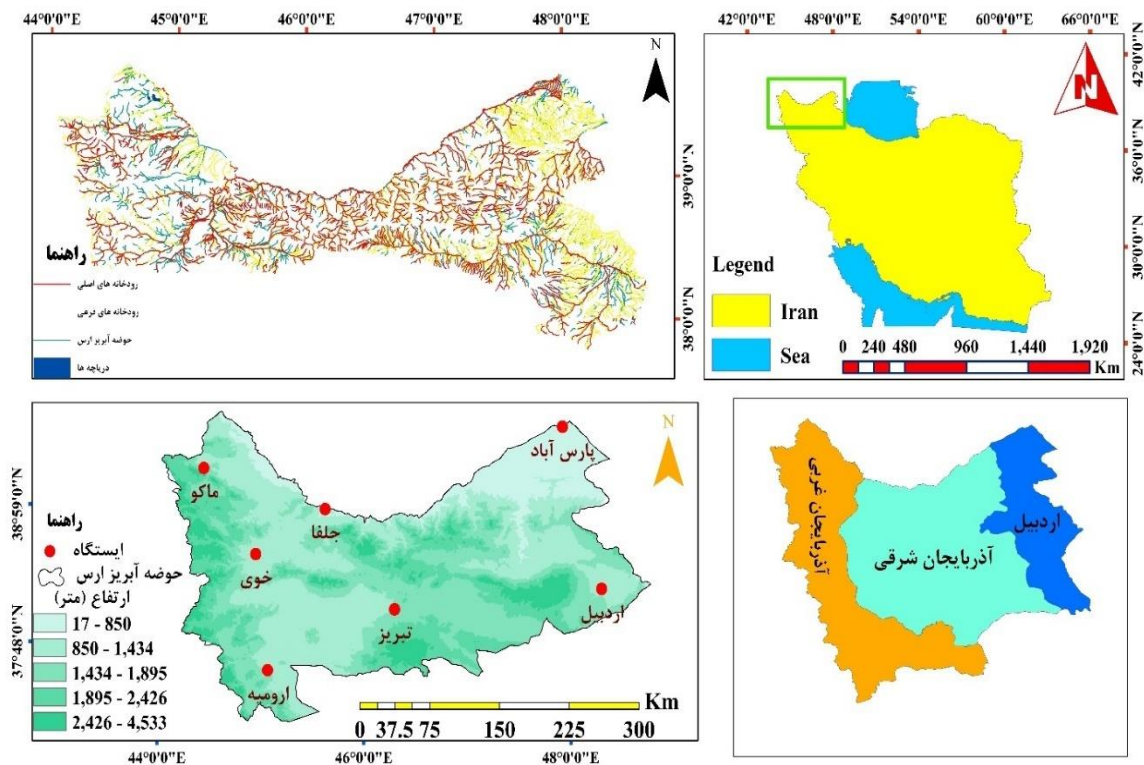 44°0'0"E 45°0'0"E 46°0'0"E 47°0'0"E 48°0'0"E
N
39°0'0"N
38°0'0"N
راهنما
رودخانه های اصلی
رودخانه های فرعی
حوضه آبریز ارس
دریاچه ها
42°0'0"E 48°0'0"E 54°0'0"E 60°0'0"E 66°0'0"E
N
42°0'0"N
36°0'0"N
30°0'0"N
24°0'0"N
Legend
Iran
Sea
0 240 480 960 1,440 1,920
Km
N
38°59'0"N
37°48'0"N
پارس آباد
ماکو
جلفا
خوی
تبریز
اردبیل
ارومیه
راهنما
ایستگاه
حوضه آبریز ارس
ارتفاع (متر)
17 - 850
850 - 1,434
1,434 - 1,895
1,895 - 2,426
2,426 - 4,533
Km
0 37.5 75 150 225 300
44°0'0"E 46°0'0"E 48°0'0"E
آذربایجان غربی
آذربایجان شرقی
اردبیل